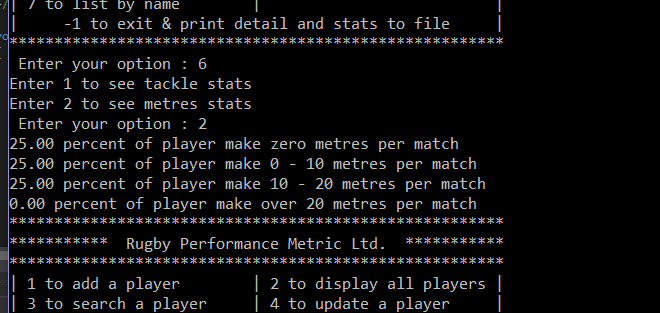 | 7 to list by name | |
| -1 to exit & print detail and stats to file |
*******************************************************
Enter your option : 6
Enter 1 to see tackle stats
Enter 2 to see metres stats
Enter your option : 2
25.00 percent of player make zero metres per match
25.00 percent of player make 0 - 10 metres per match
25.00 percent of player make 10 - 20 metres per match
0.00 percent of player make over 20 metres per match
*******************************************************
*********** Rugby Performance Metric Ltd. ***********
*******************************************************
| 1 to add a player | 2 to display all players |
| 3 to search a player | 4 to update a player |